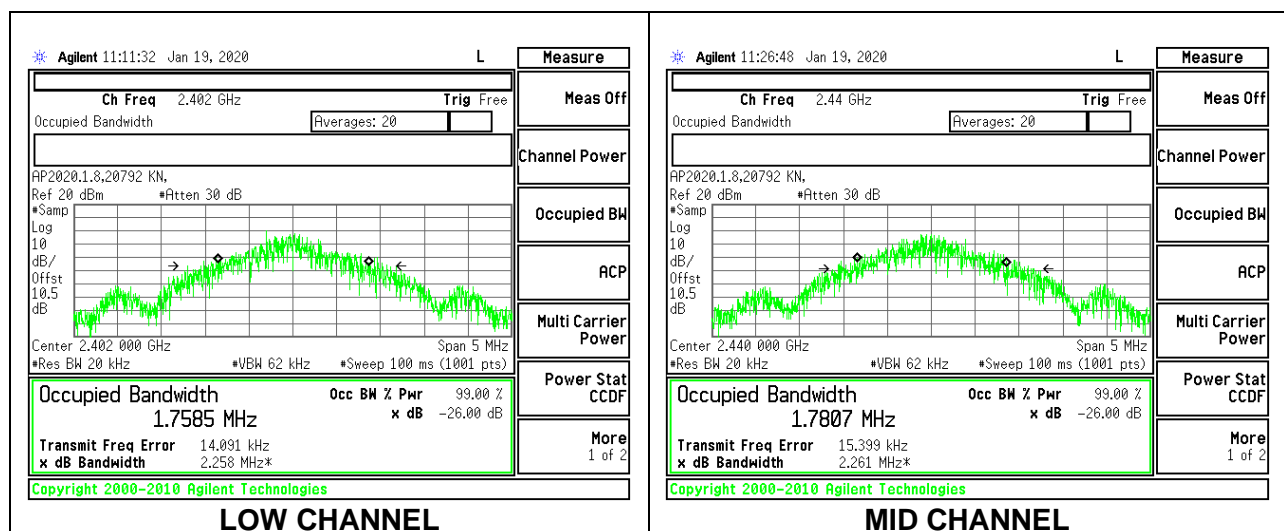 Agilent 11:11:32 Jan 19, 2020 L
Measure
Ch Freq 2.402 GHz Trig Free
Meas Off
Occupied Bandwidth Averages: 20
Channel Power
AP2020.1.8,20792 KN,
Ref 20 dBm #Atten 30 dB
#Samp
Log
10
dB/
Offst
10.5
dB
Occupied BW
ACP
Multi Carrier
Power
Center 2.402 000 GHz Span 5 MHz
#Res BW 20 kHz #VBW 62 kHz #Sweep 100 ms (1001 pts)
Power Stat
CCDF
Occupied Bandwidth Occ BW % Pwr 99.00 %
1.7585 MHz x dB -26.00 dB
Transmit Freq Error 14.091 kHz
x dB Bandwidth 2.258 MHz*
More
1 of 2
Copyright 2000-2010 Agilent Technologies
LOW CHANNEL
Agilent 11:26:48 Jan 19, 2020 L
Measure
Ch Freq 2.44 GHz Trig Free
Meas Off
Occupied Bandwidth Averages: 20
Channel Power
AP2020.1.8,20792 KN,
Ref 20 dBm #Atten 30 dB
#Samp
Log
10
dB/
Offst
10.5
dB
Occupied BW
ACP
Multi Carrier
Power
Center 2.440 000 GHz Span 5 MHz
#Res BW 20 kHz #VBW 62 kHz #Sweep 100 ms (1001 pts)
Power Stat
CCDF
Occupied Bandwidth Occ BW % Pwr 99.00 %
1.7807 MHz x dB -26.00 dB
Transmit Freq Error 15.399 kHz
x dB Bandwidth 2.261 MHz*
More
1 of 2
Copyright 2000-2010 Agilent Technologies
MID CHANNEL